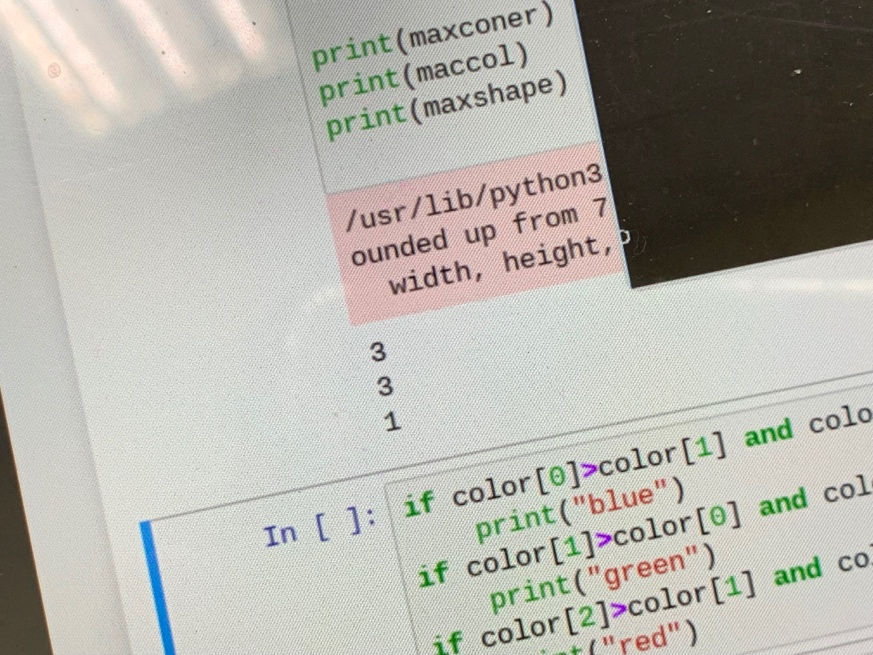 print(maxconer)
print(maccol)
print(maxshape)
/usr/lib/python3
ounded up from 7
width, height,
3
3
1
In [ ]:
if color[0]>color[1] and colo
print("blue")
if color[1]>color[0] and col
print("green")
if color[2]>color[1] and co
nt("red")